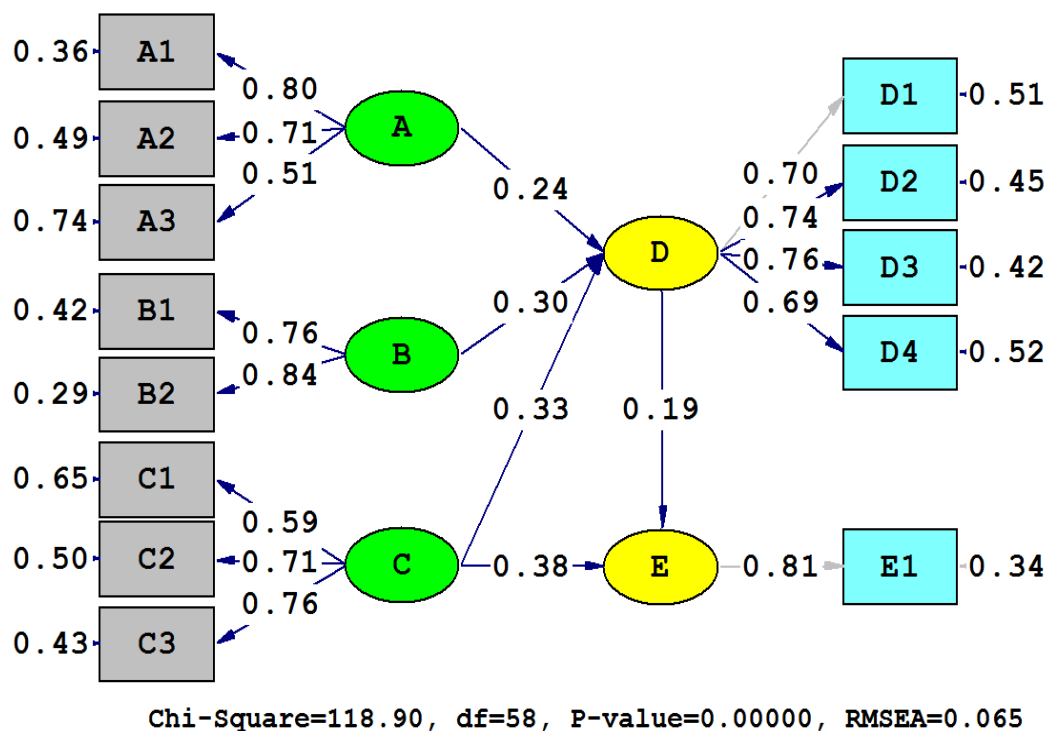 0.36 A1
0.80
0.49 A2
0.71
0.51
0.74 A3
A
0.24
0.42 B1
0.76
0.84
0.29 B2
B
0.30
0.65 C1
0.59
0.50 C2
0.71
0.76
0.43 C3
C
0.33
0.38
D
0.19
E
0.70
D1 0.51
0.74
D2 0.45
0.76
D3 0.42
0.69
D4 0.52
0.81
E1 0.34
Chi-Square=118.90, df=58, P-value=0.00000, RMSEA=0.065